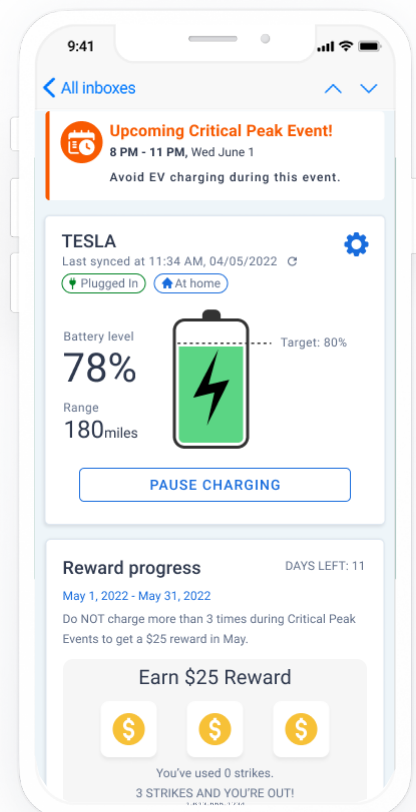 9:41
All inboxes
Upcoming Critical Peak Event!
8 PM - 11 PM, Wed June 1
Avoid EV charging during this event.
TESLA
Last synced at 11:34 AM, 04/05/2022
Plugged In
At home
Battery level
78%
Target: 80%
Range
180miles
PAUSE CHARGING
Reward progress
DAYS LEFT: 11
May 1, 2022 - May 31, 2022
Do NOT charge more than 3 times during Critical Peak
Events to get a $25 reward in May.
Earn $25 Reward
$ $ $
You've used 0 strikes.
3 STRIKES AND YOU'RE OUT!